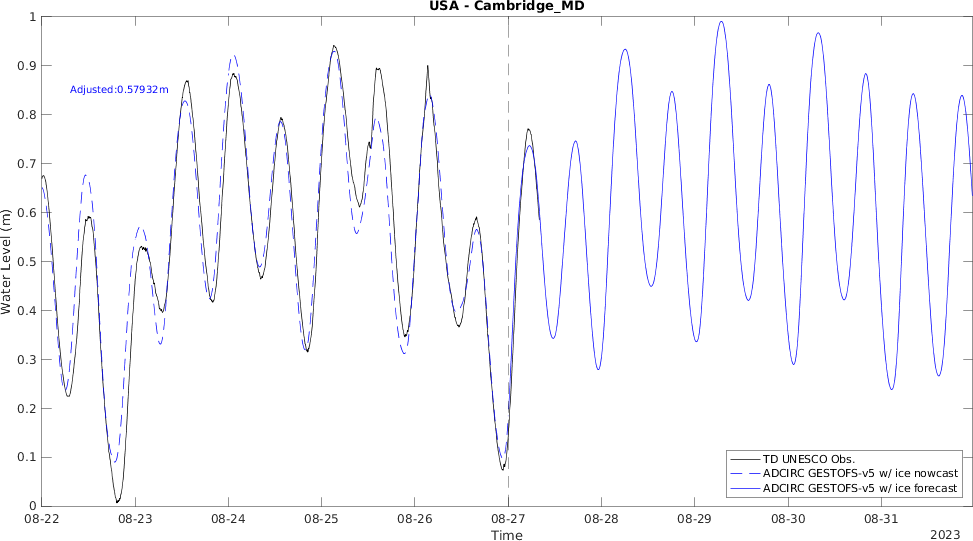 USA - Cambridge_MD
Adjusted:0.57932m
Water Level (m)
1
0.9
0.8
0.7
0.6
0.5
0.4
0.3
0.2
0.1
0
TD UNESCO Obs.
ADCIRC GESTOFS-v5 w/ ice nowcast
ADCIRC GESTOFS-v5 w/ ice forecast
08-22 08-23 08-24 08-25 08-26 08-27 08-28 08-29 08-30 08-31
Time
2023